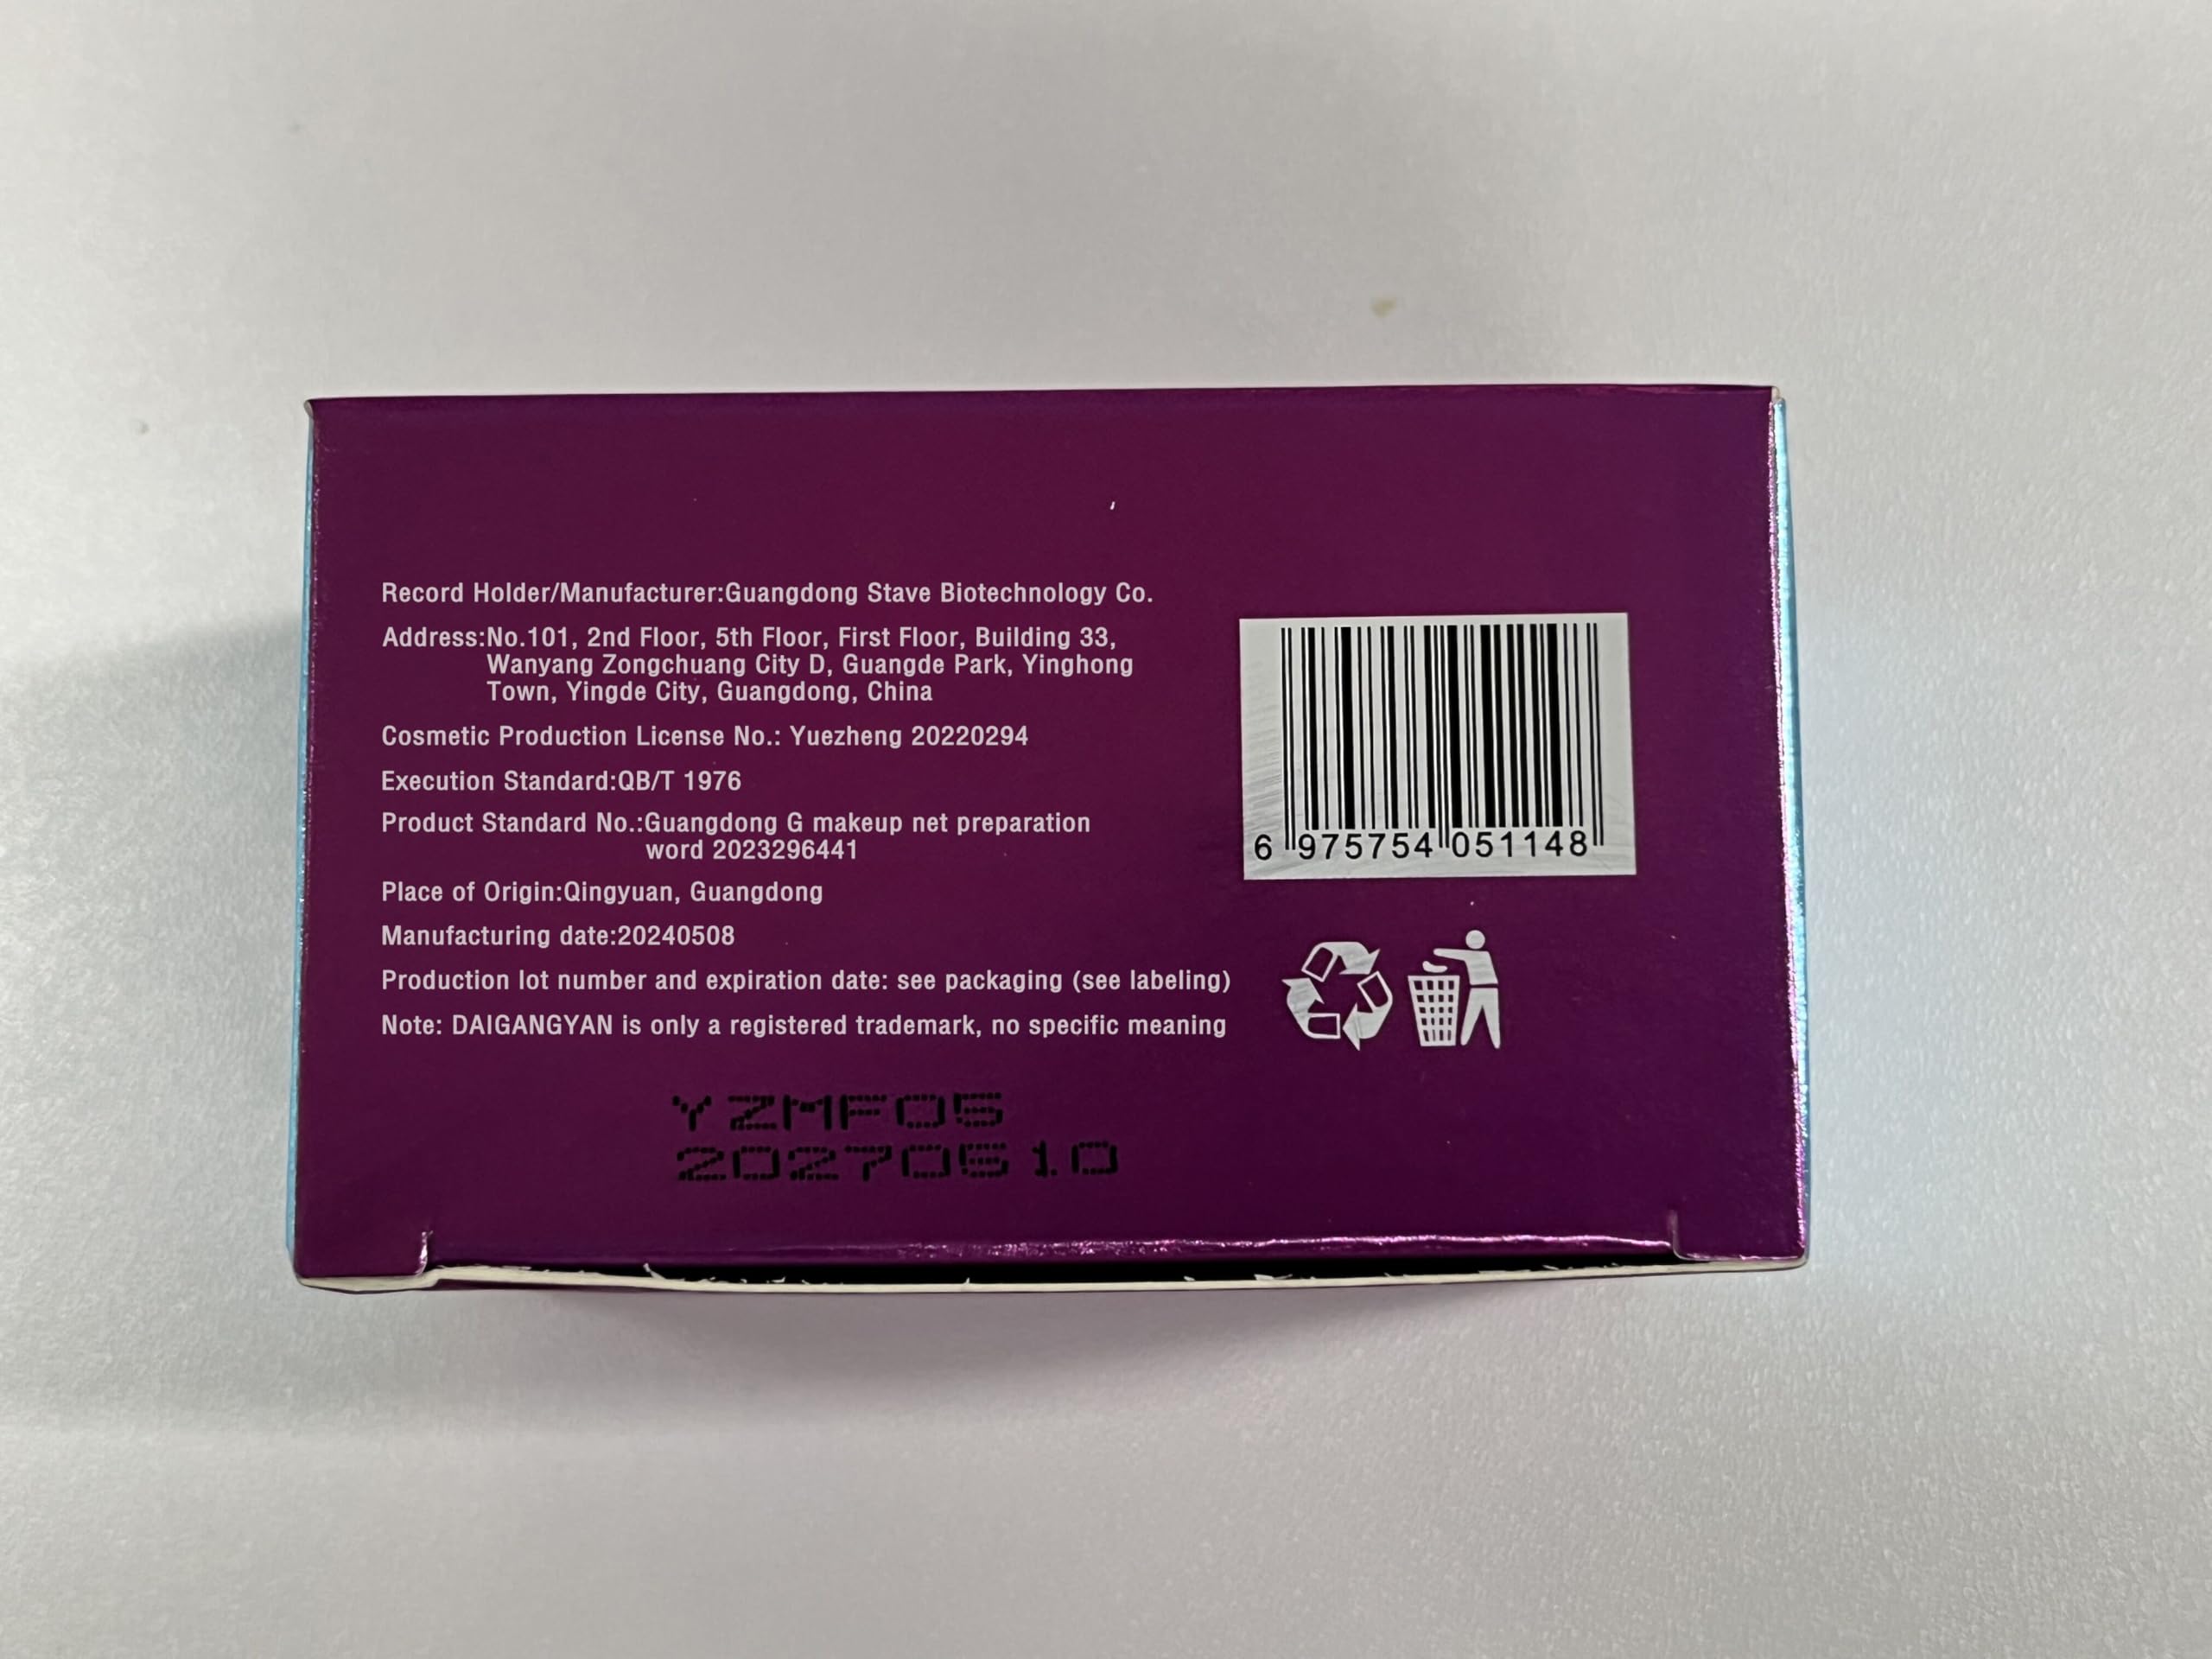 Record Holder/Manufacturer:Guangdong Stave Biotechnology Co.
Address:No.101, 2nd Floor, 5th Floor, First Floor, Building 33,
Wanyang Zongchuang City D, Guangde Park, Yinghong
Town, Yingde City, Guangdong, China
Cosmetic Production License No.: Yuezheng 20220294
Execution Standard:QB/T 1976
Product Standard No.:Guangdong G makeup net preparation
word 2023296441
Place of Origin:Qingyuan, Guangdong
Manufacturing date:20240508
Production lot number and expiration date: see packaging (see labeling)
Note: DAIGANGYAN is only a registered trademark, no specific meaning
YZMF05
20270510
6 975754 051148